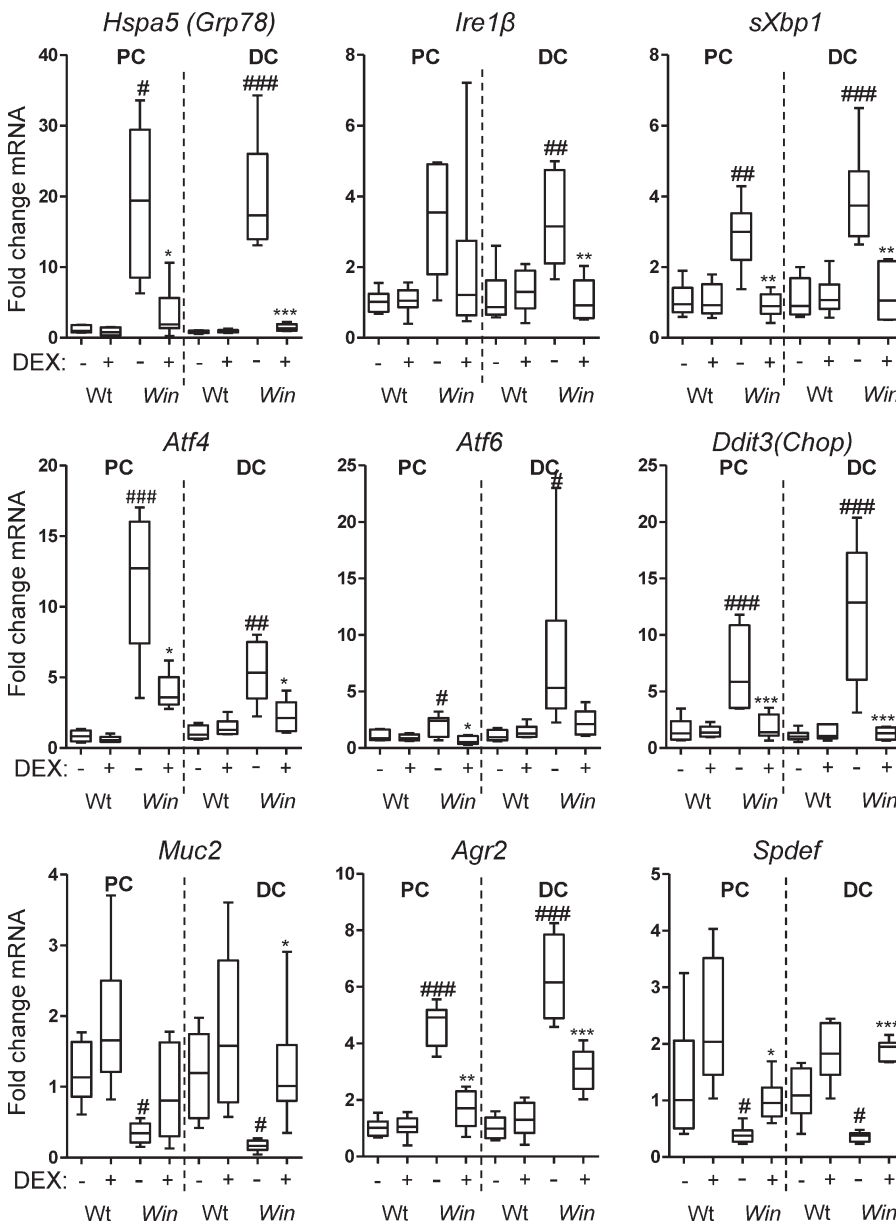 Hspa5 (Grp78) Ire1β sXbp1
PC DC PC DC PC DC
# ### * *** ## ** ## ** ### **
Fold change mRNA
40 30 20 10 0
8 6 4 2 0
8 6 4 2 0
DEX: - + - + - + - + - + - + - + - + - + - + - + - +
Wt Win Wt Win Wt Win Wt Win Wt Win Wt Win
Atf4 Atf6 Ddit3(Chop)
PC DC PC DC PC DC
### * ## * # * # ### *** ### ***
Fold change mRNA
20 15 10 5 0
25 20 15 10 5 0
25 20 15 10 5 0
DEX: - + - + - + - + - + - + - + - + - + - + - + - +
Wt Win Wt Win Wt Win Wt Win Wt Win Wt Win
Muc2 Agr2 Spdef
PC DC PC DC PC DC
# # * ### ** ### *** # * # ***
Fold change mRNA
4 3 2 1 0
10 8 6 4 2 0
5 4 3 2 1 0
DEX: - + - + - + - + - + - + - + - + - + - + - + - +
Wt Win Wt Win Wt Win Wt Win Wt Win Wt Win